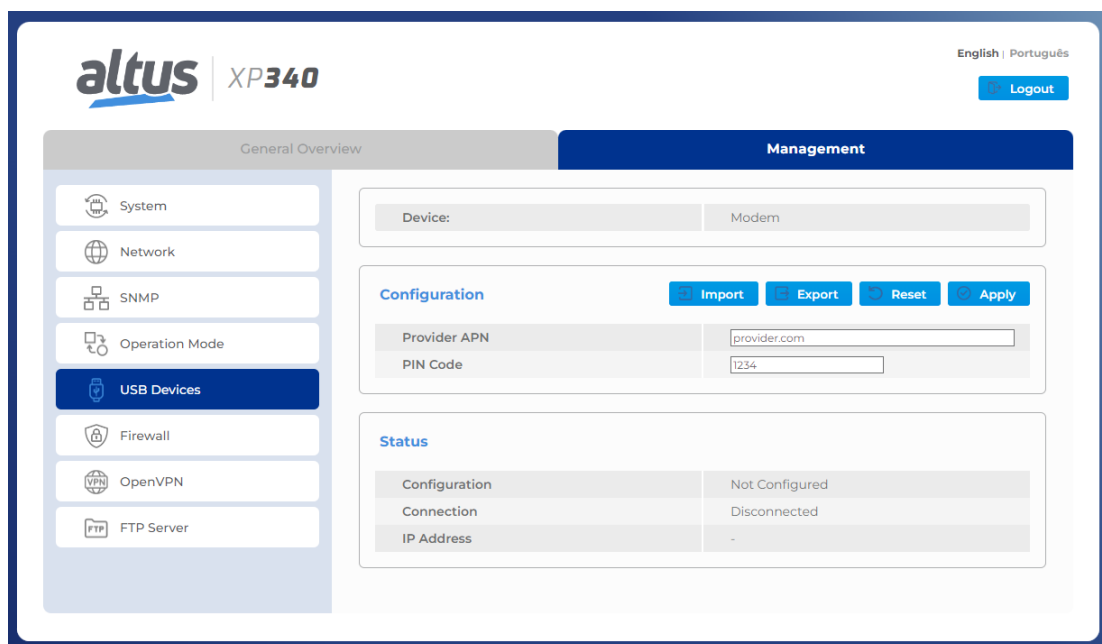 English | Português
altus | XP340
Logout
General Overview
Management
System
Network
SNMP
Operation Mode
USB Devices
Firewall
VPN OpenVPN
FTP FTP Server
Device: Modem
Configuration Import Export Reset Apply
Provider APN provider.com
PIN Code 1234
Status
Configuration Not Configured
Connection Disconnected
IP Address -